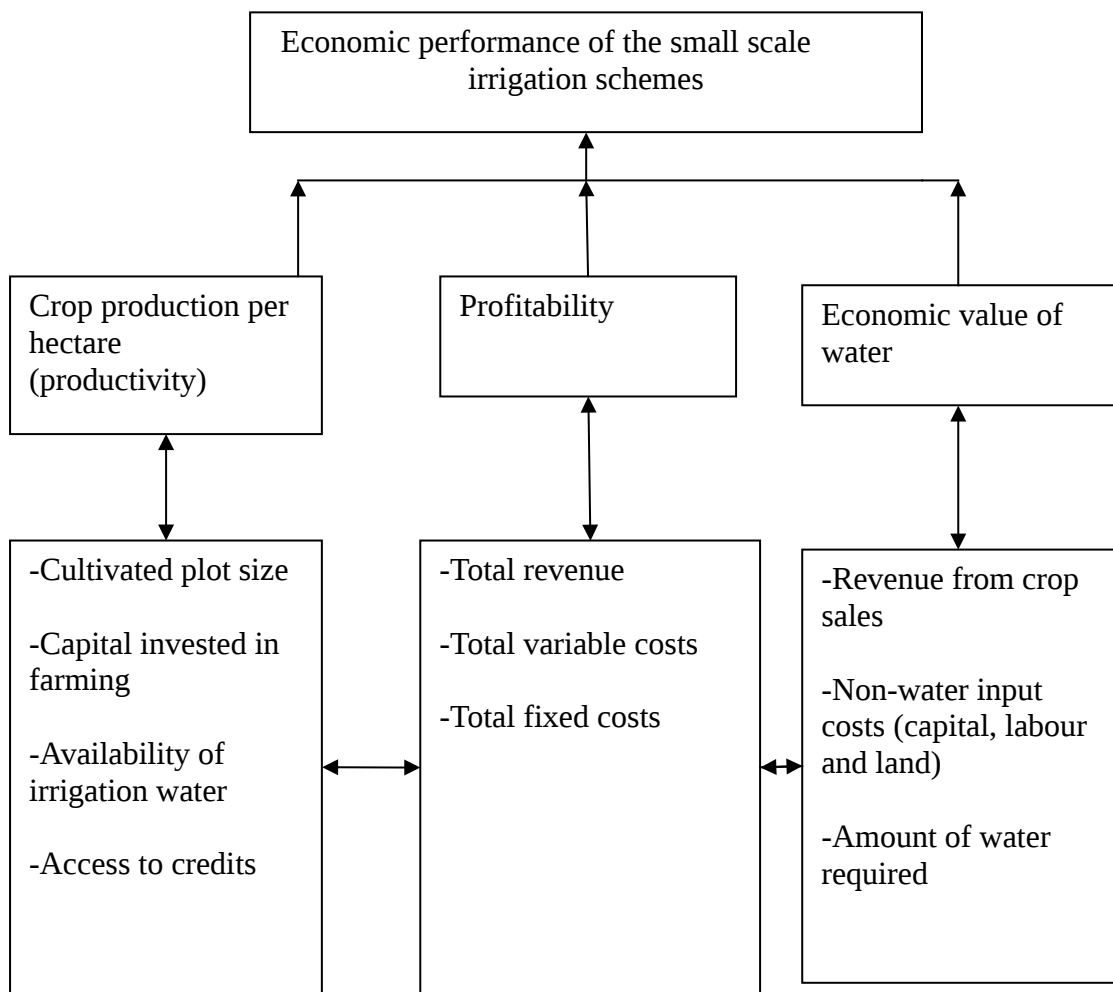 Economic performance of the small scale
irrigation schemes
Crop production per
hectare
(productivity)
Profitability
Economic value of
water
-Cultivated plot size
-Capital invested in
farming
-Availability of
irrigation water
-Access to credits
-Total revenue
-Total variable costs
-Total fixed costs
-Revenue from crop
sales
-Non-water input
costs (capital, labour
and land)
-Amount of water
required